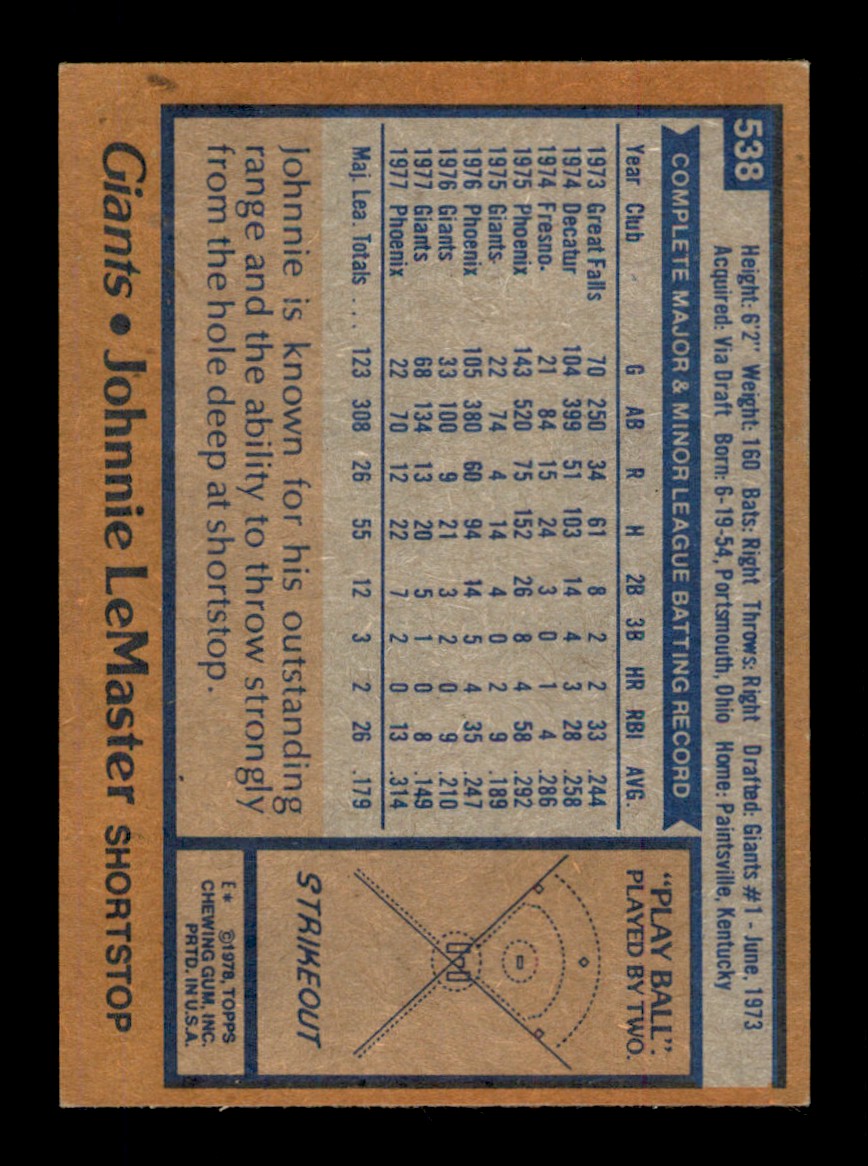 538
Height: 6'2" Weight: 160 Bats: Right Throws: Right Drafted: Giants #1 - June, 1973
Acquired: Via Draft Born: 6-19-54, Portsmouth, Ohio Home: Paintsville, Kentucky
COMPLETE MAJOR & MINOR LEAGUE BATTING RECORD
Year Club G AB R H 2B 3B HR RBI AVG.
1973 Great Falls 70 250 34 61 8 2 2 33 .244
1974 Decatur 104 399 51 103 14 4 3 28 .258
1974 Fresno 21 84 15 24 3 0 1 4 .286
1975 Phoenix 143 520 75 152 26 8 4 58 .292
1975 Giants 22 74 4 14 4 0 2 9 .189
1976 Phoenix 105 380 60 94 14 5 4 35 .247
1976 Giants 33 100 9 21 3 2 0 9 .210
1977 Giants 68 134 13 20 5 1 0 8 .149
1977 Phoenix 22 70 12 22 7 2 0 13 .314
Maj. Lea. Totals ... 123 308 26 55 12 3 2 26 .179
Johnnie is known for his outstanding
range and the ability to throw strongly
from the hole deep at shortstop.
"PLAY BALL".
PLAYED BY TWO.
STRIKEOUT
E* ©1978, TOPPS
CHEWING GUM, INC.
PRTD. IN U.S.A.
Giants • Johnnie LeMaster SHORTSTOP